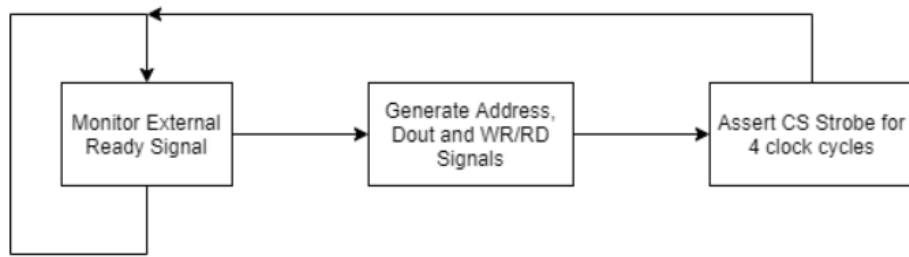 Monitor External
Ready Signal
Generate Address,
Dout and WR/RD
Signals
Assert CS Strobe for
4 clock cycles